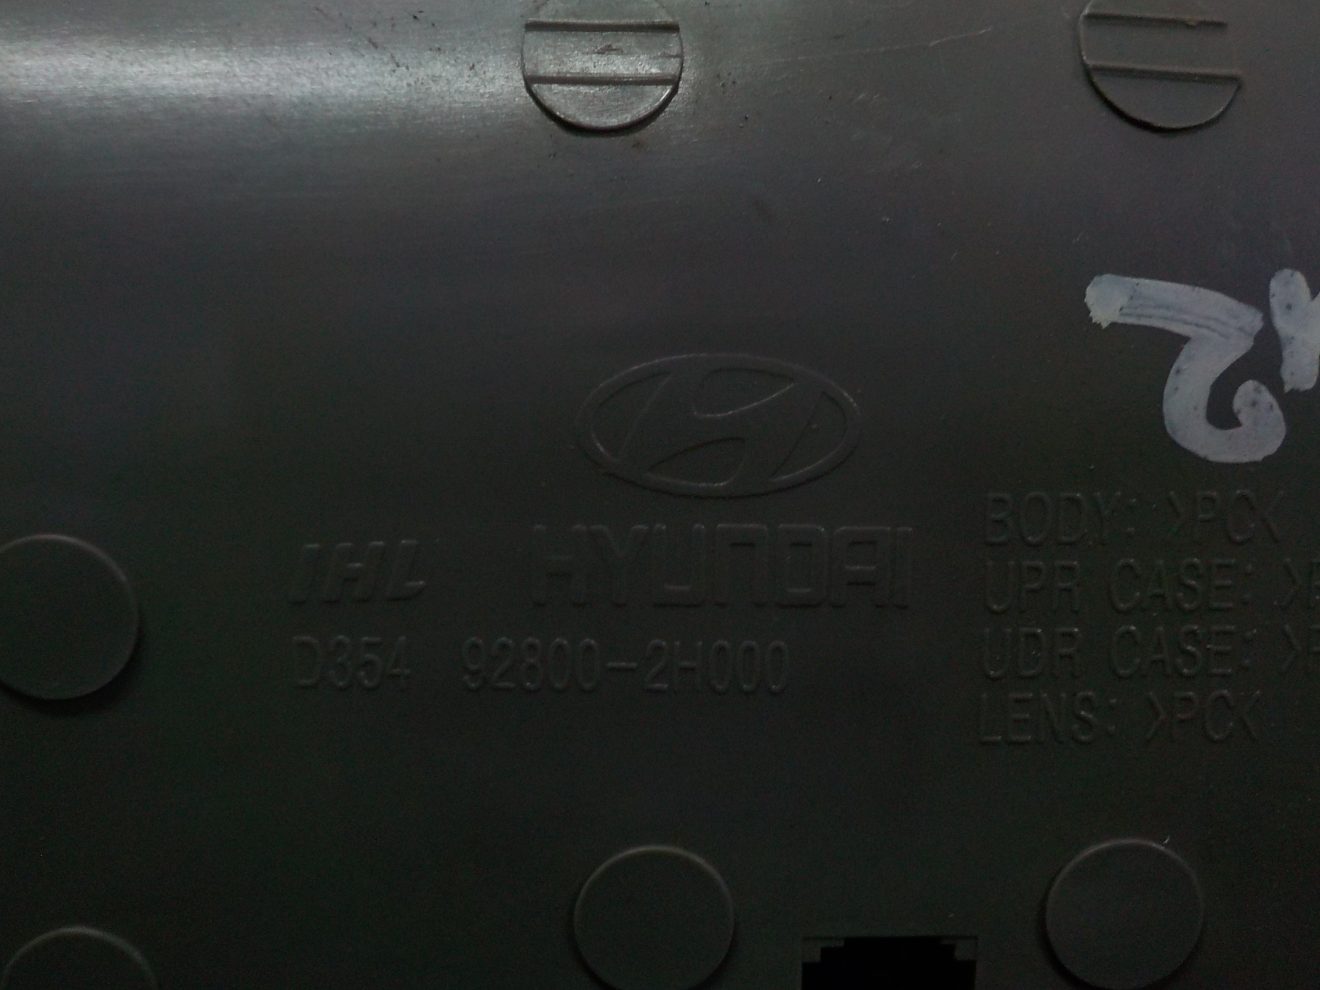 IHL HYUNDAI
D354 92800-2H000
BODY: >PC<
UPR CASE:
UDR CASE:
LENS: >PC<